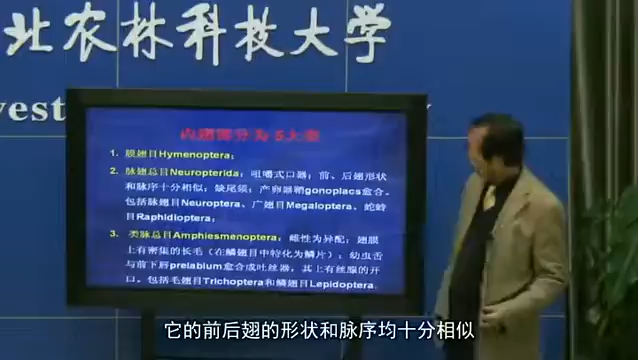 北农林科技大学
vest
y
内翅部分为5大类
1. 膜翅目Hymenoptera；
2. 脉翅总目Neuropterida：咀嚼式口器；前、后翅形状
和脉序十分相似；缺尾须；产卵器鞘gonoplacs愈合。
包括脉翅目Neuroptera、广翅目Megaloptera、蛇蛉
目Raphidioptera；
3. 类脉总目Amphiesmenoptera：雌性为异配；翅膜
上有密集的长毛（在鳞翅目中特化为鳞片）；幼虫舌
与前下唇prelabium愈合成吐丝器，其上有丝腺的开
口。包括毛翅目Trichoptera和鳞翅目Lepidoptera.
它的前后翅的形状和脉序均十分相似